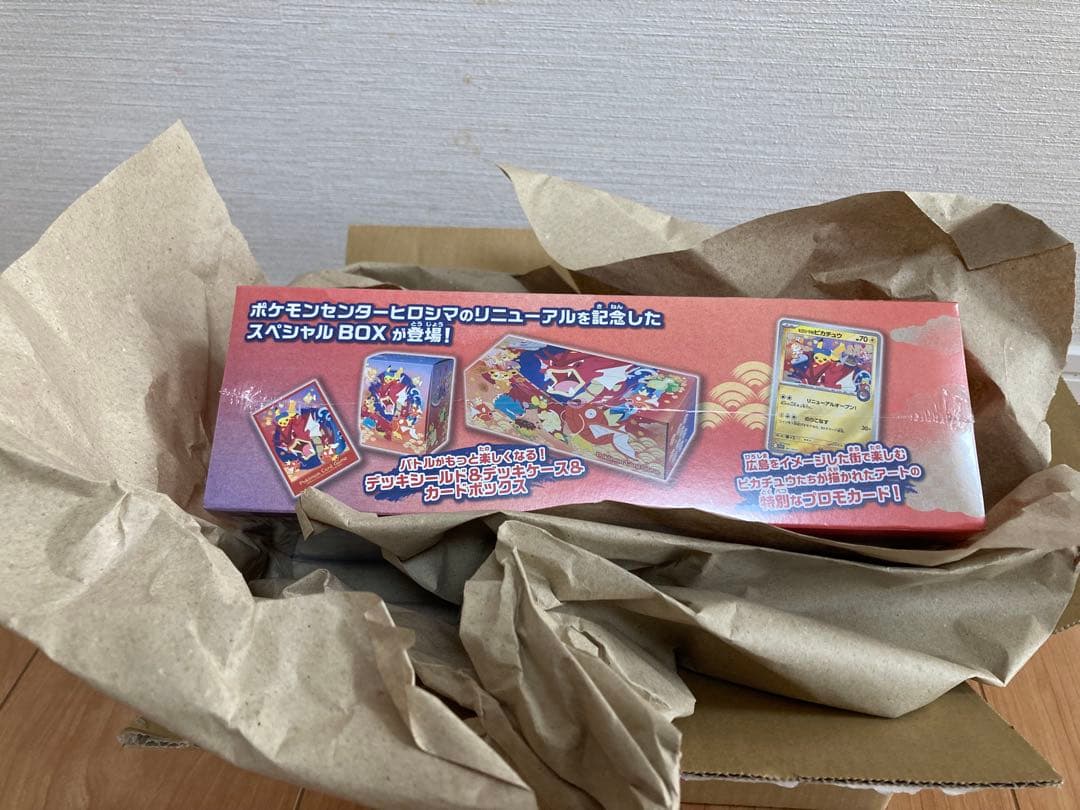 ポケモンセンターヒロシマのリニューアルを記念した
スペシャルBOXが登場!
バトルがもっと楽しくなる!
デッキシールド&デッキケース&
カードボックス
Pokémon Card Game
ピカチュウ
70
リニューアルオープン!
30
広島をイメージした街で楽しむ
ピカチュウたちが描かれたアートの
特別なプロモカード!